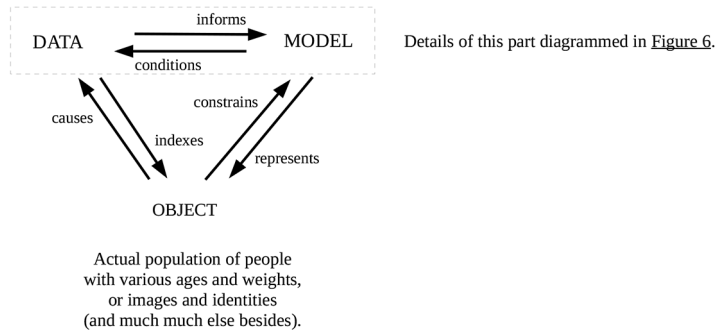 informs
DATA
MODEL
Details of this part diagrammed in Figure 6.
conditions
causes
constrains
indexes
represents
OBJECT
Actual population of people
with various ages and weights,
or images and identities
(and much much else besides).